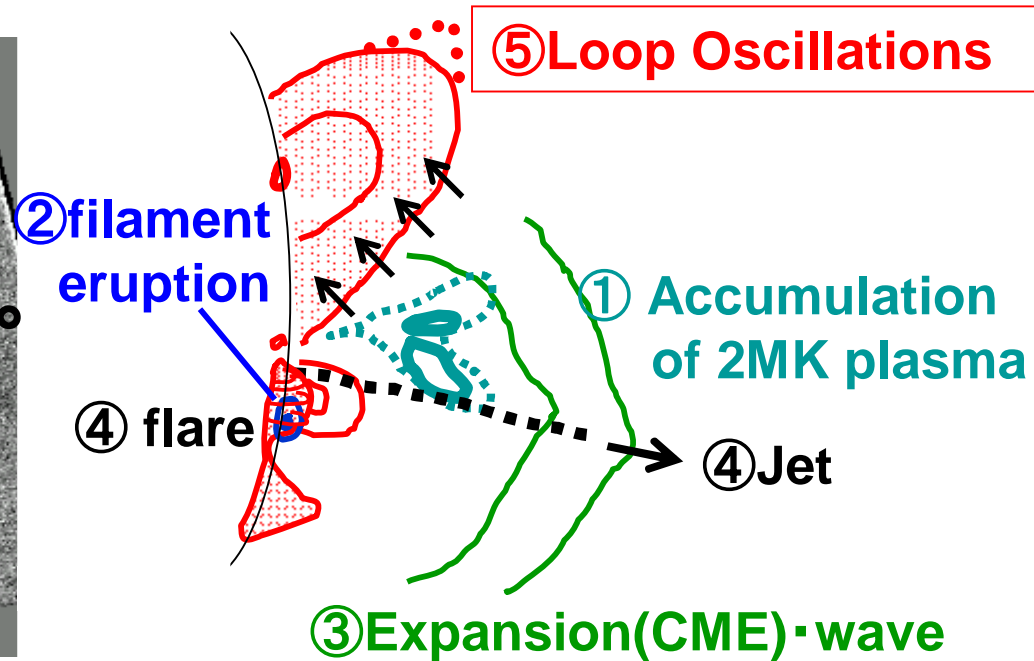 ⑤Loop Oscillations
②filament
eruption
① Accumulation
of 2MK plasma
④ flare
④Jet
③Expansion(CME)・wave